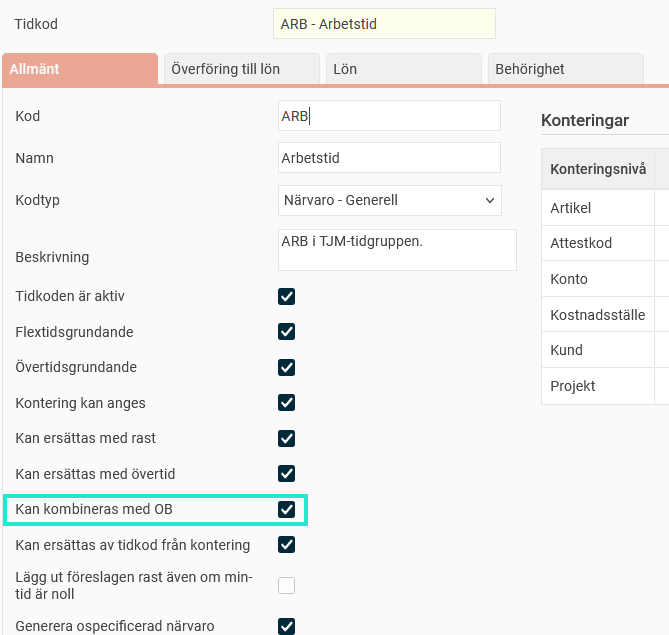 Tidkod ARB - Arbetstid
Allmänt Överföring till lön Lön Behörighet
Kod ARB
Namn Arbetstid
Kodtyp Närvaro - Generell
Beskrivning ARB i TJM-tidgruppen.
Tidkoden är aktiv
Flextidsgrundande
Övertidsgrundande
Kontering kan anges
Kan ersättas med rast
Kan ersättas med övertid
Kan kombineras med OB
Kan ersättas av tidkod från kontering
Lägg ut föreslagen rast även om min-
tid är noll
Generera ospecificerad närvaro
Konteringar
Konteringsnivå
Artikel
Attestkod
Konto
Kostnadsställe
Kund
Projekt